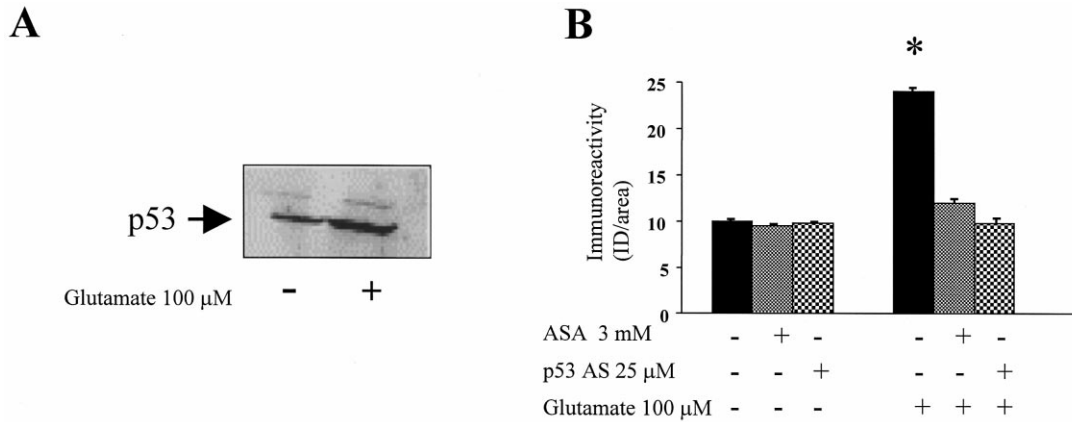 A
p53
Glutamate 100 μM - +
B
*
Immunoreactivity
(ID/area)
25
20
15
10
5
0
ASA 3 mM - + - - + -
p53 AS 25 μM - - + - - +
Glutamate 100 μM - - - + + +